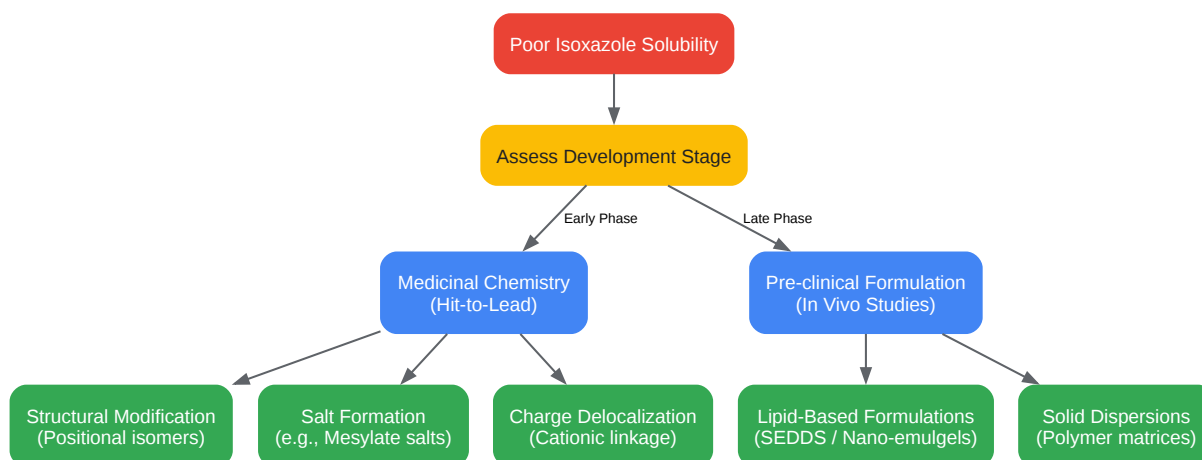 Poor Isoxazole Solubility
Assess Development Stage
Early Phase
Late Phase
Medicinal Chemistry
(Hit-to-Lead)
Pre-clinical Formulation
(In Vivo Studies)
Structural Modification
(Positional isomers)
Salt Formation
(e.g., Mesylate salts)
Charge Delocalization
(Cationic linkage)
Lipid-Based Formulations
(SEDDS / Nano-emulgels)
Solid Dispersions
(Polymer matrices)